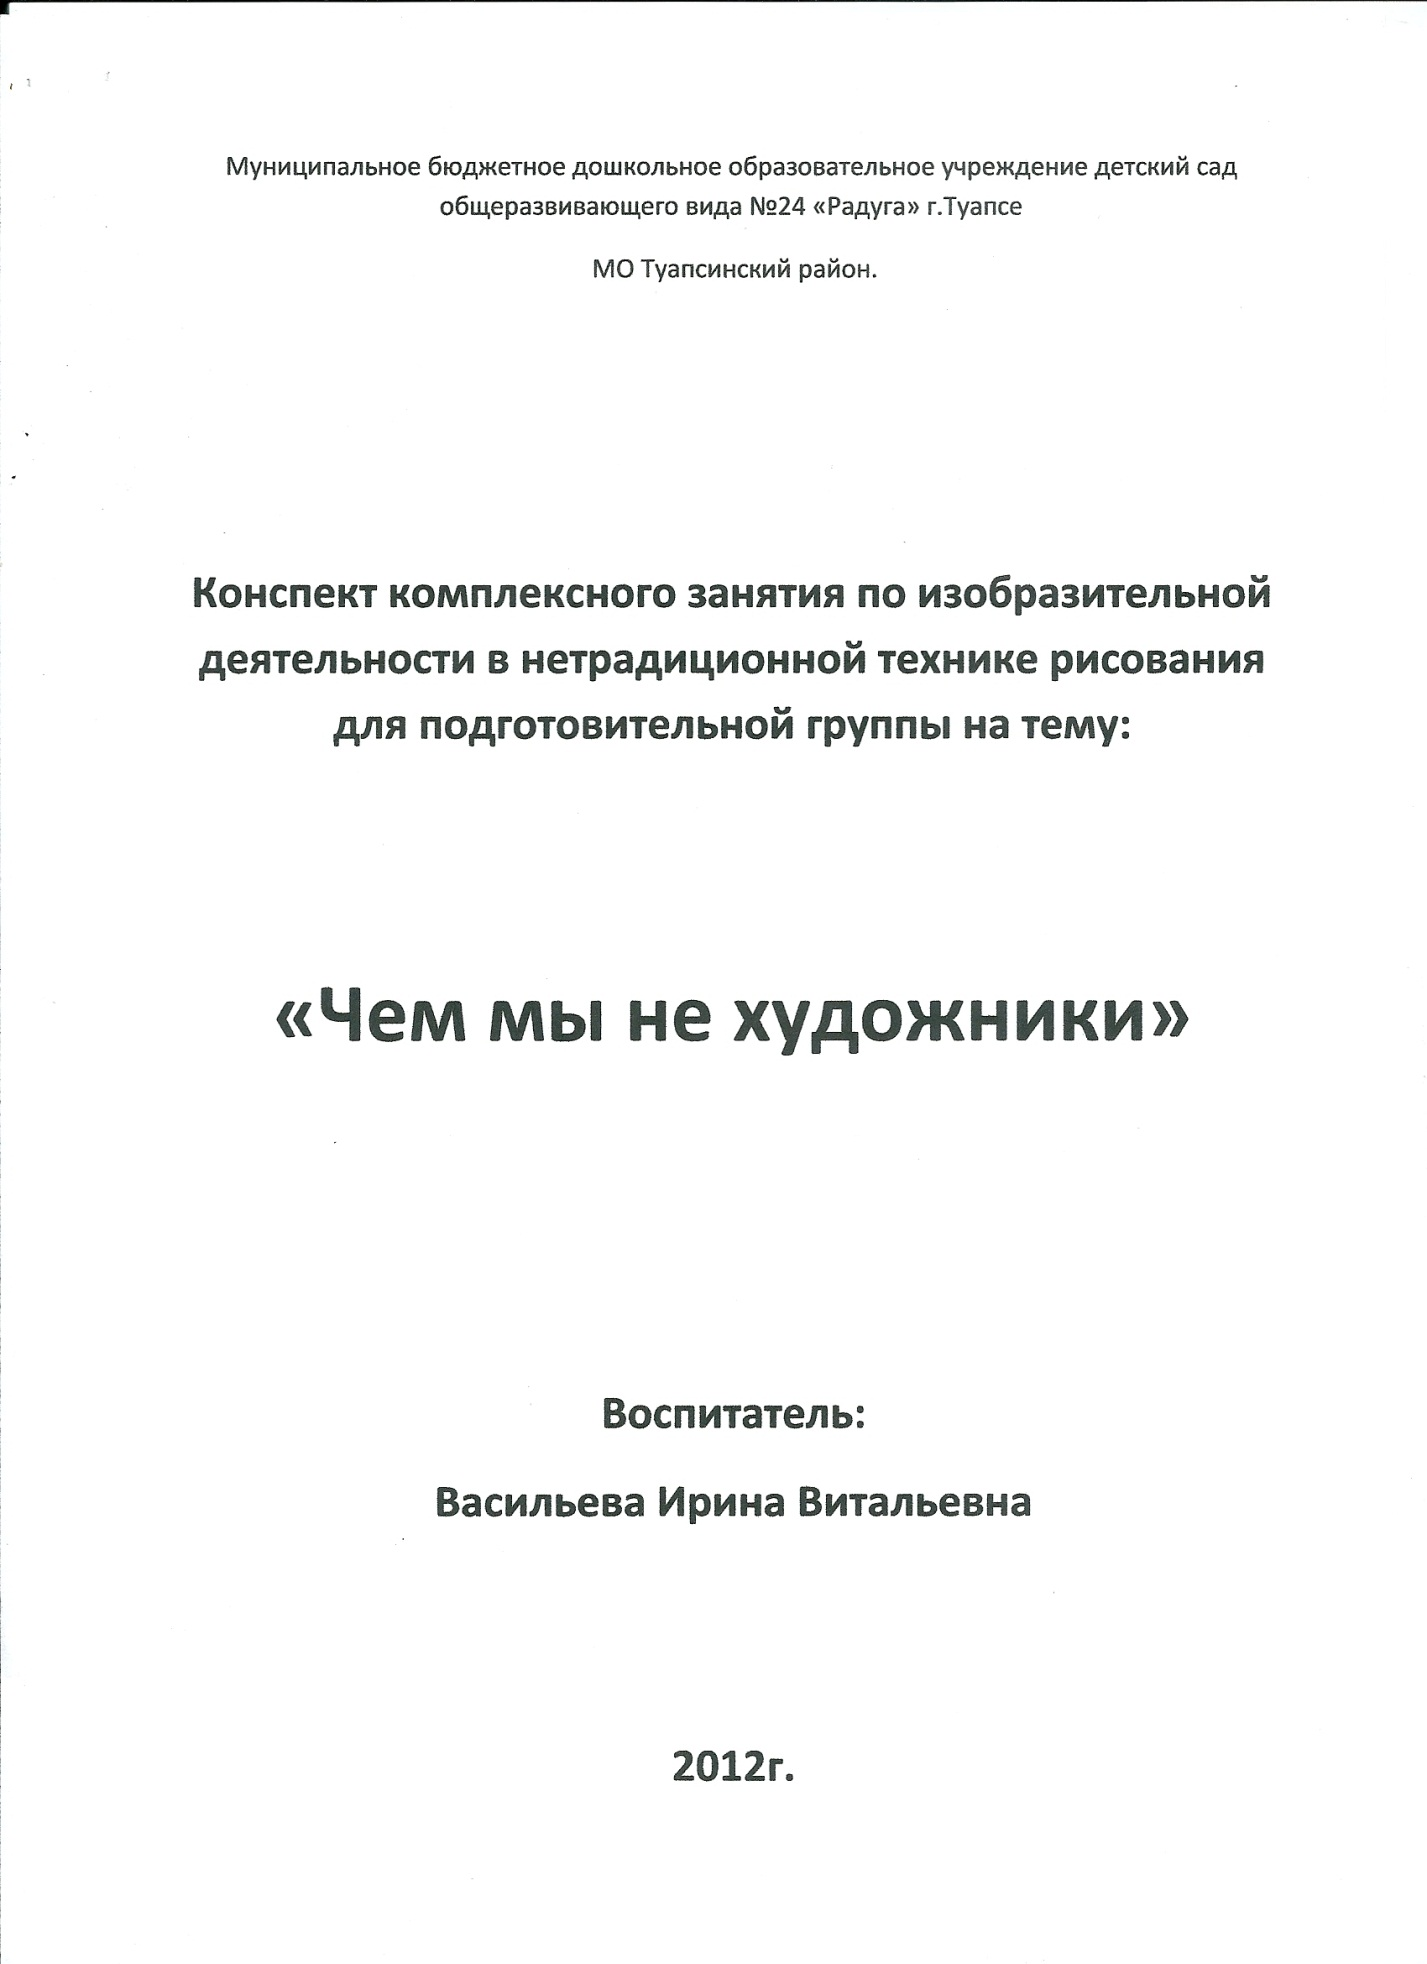 Муниципальное бюджетное дошкольное образовательное учреждение детский сад
общеразвивающего вида №24 «Радуга» г.Туапсе
МО Туапсинский район.
Конспект комплексного занятия по изобразительной
деятельности в нетрадиционной технике рисования
для подготовительной группы на тему:
«Чем мы не художники»
Воспитатель:
Васильева Ирина Витальевна
2012г.